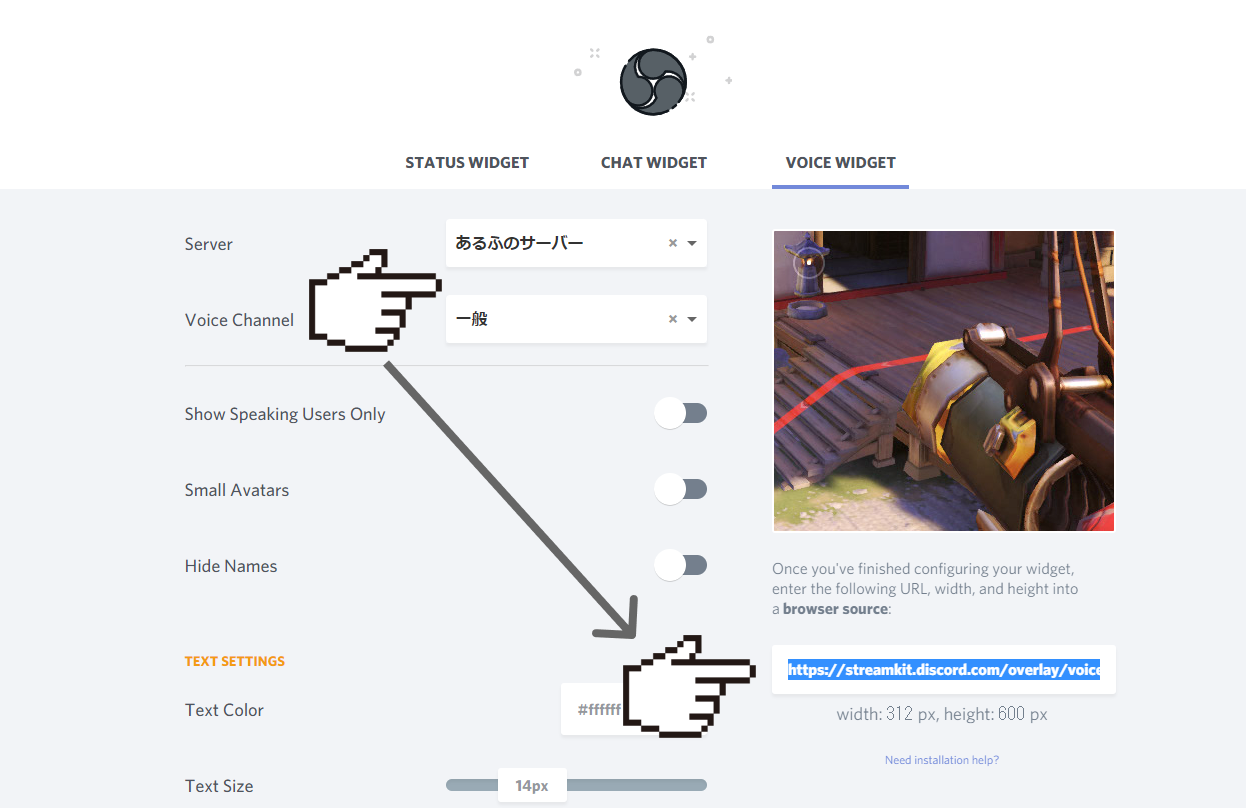 STATUS WIDGET
CHAT WIDGET
VOICE WIDGET
Server
あるふのサーバー
Voice Channel
一般
Show Speaking Users Only
Small Avatars
Hide Names
TEXT SETTINGS
Text Color
#ffffff
Text Size
14px
Once you've finished configuring your widget,
enter the following URL, width, and height into
a browser source:
https://streamkit.discord.com/overlay/voice
width: 312 px, height: 600 px
Need installation help?